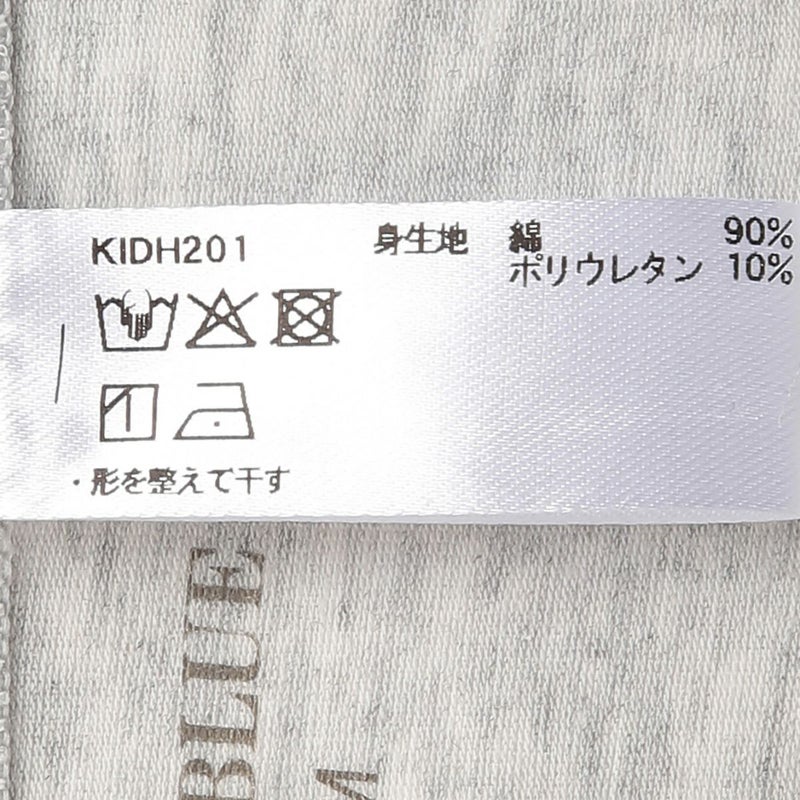 KIDH201
身生地 綿 90%
ポリウレタン 10%
・形を整えて干す
BLUE
M